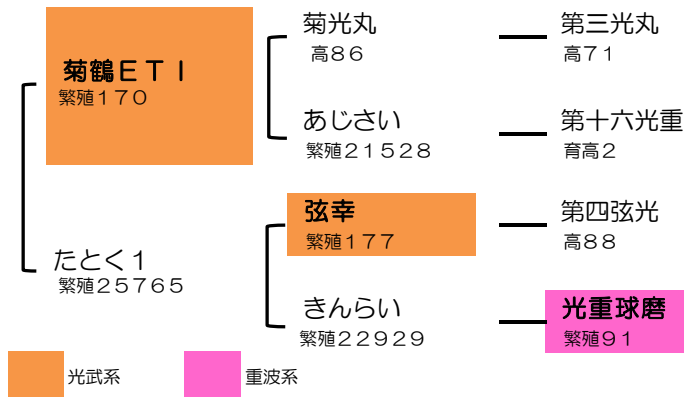 菊鶴ＥＴⅠ
繁殖１７０
たとく１
繁殖２５７６５
菊光丸
高８６
あじさい
繁殖２１５２８
弦幸
繁殖１７７
きんらい
繁殖２２９２９
第三光丸
高７１
第十六光重
育高２
第四弦光
高８８
光重球磨
繁殖９１
光武系
重波系